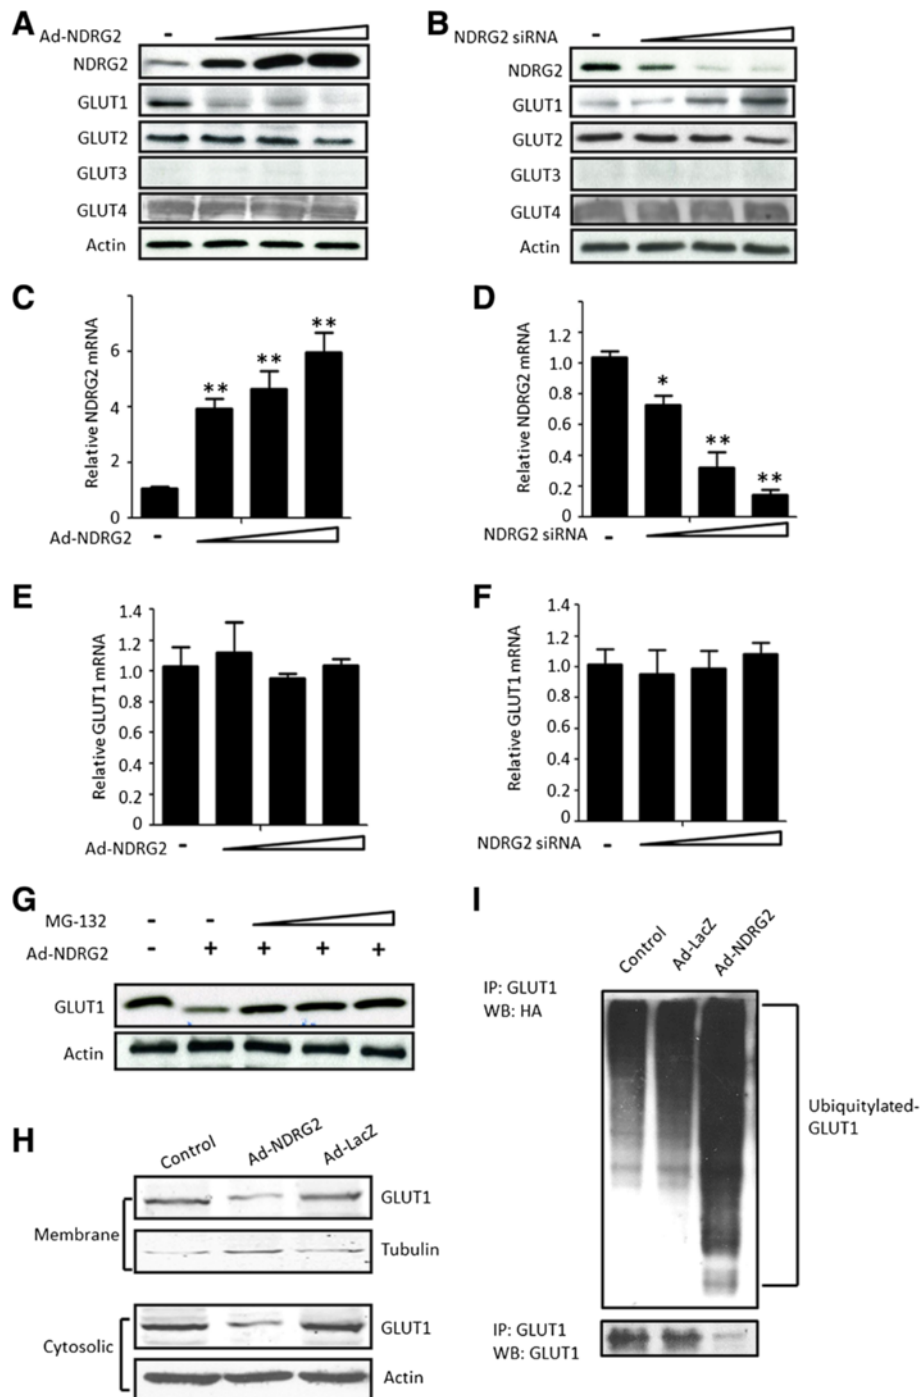 A
Ad-NDRG2 -
NDRG2
GLUT1
GLUT2
GLUT3
GLUT4
Actin
B
NDRG2 siRNA -
NDRG2
GLUT1
GLUT2
GLUT3
GLUT4
Actin
C
Relative NDRG2 mRNA
6
4
2
0
** ** **
Ad-NDRG2 -
D
Relative NDRG2 mRNA
1.2
1.0
0.8
0.6
0.4
0.2
0
* ** **
NDRG2 siRNA -
E
Relative GLUT1 mRNA
1.4
1.2
1.0
0.8
0.6
0.4
0.2
0
Ad-NDRG2 -
F
Relative GLUT1 mRNA
1.4
1.2
1.0
0.8
0.6
0.4
0.2
0
NDRG2 siRNA -
G
MG-132 - -
Ad-NDRG2 - + + + +
GLUT1
Actin
H
Control Ad-NDRG2 Ad-LacZ
Membrane
GLUT1
Tubulin
Cytosolic
GLUT1
Actin
I
Control Ad-LacZ Ad-NDRG2
IP: GLUT1
WB: HA
Ubiquitylated-
GLUT1
IP: GLUT1
WB: GLUT1